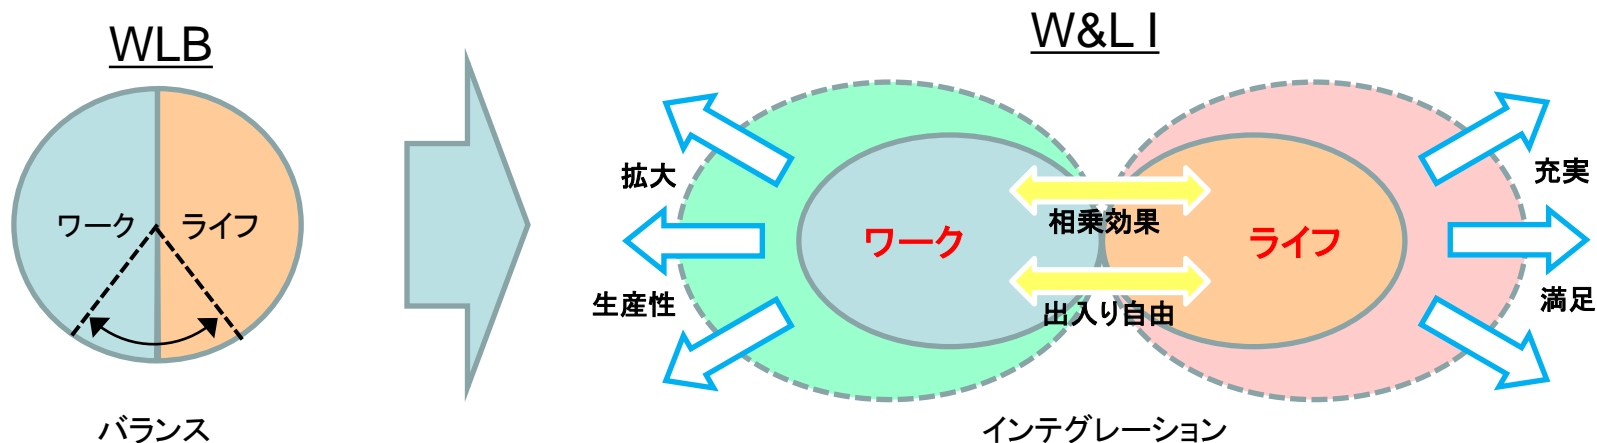 WLB
ワーク
ライフ
バランス
W&L I
拡大
生産性
ワーク
相乗効果
出入り自由
ライフ
充実
満足
インテグレーション